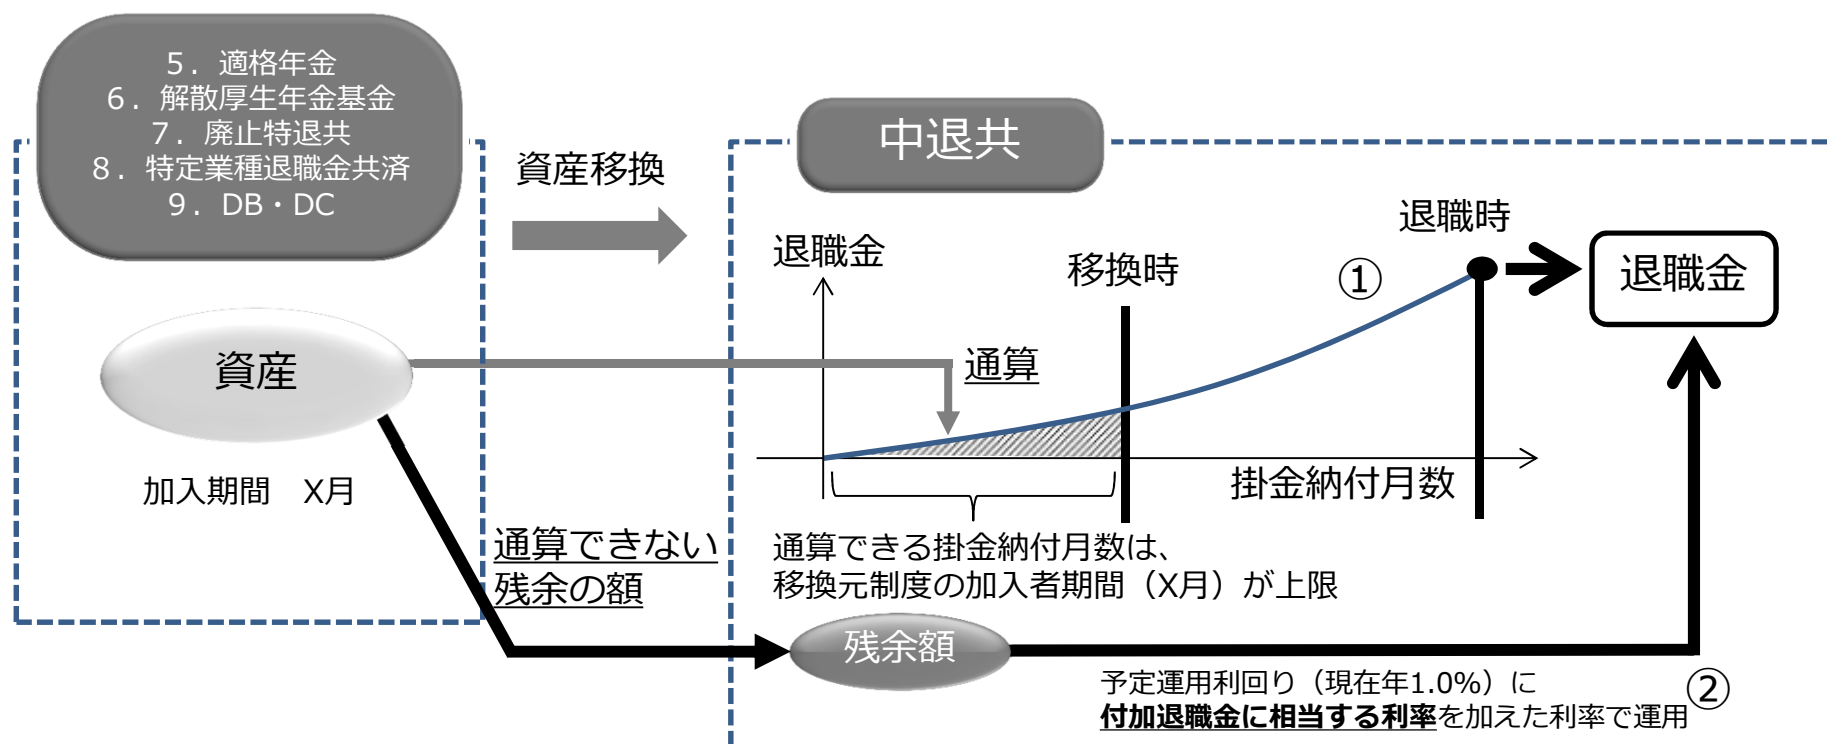 5．適格年金
6．解散厚生年金基金
7．廃止特退共
8．特定業種退職金共済
9．DB・DC
資産移換
中退共
退職金
移換時
①
退職時
退職金
資産
通算
加入期間　X月
掛金納付月数
通算できない
残余の額
通算できる掛金納付月数は、
移換元制度の加入者期間（X月）が上限
残余額
予定運用利回り（現在年1.0%）に
付加退職金に相当する利率を加えた利率で運用
②